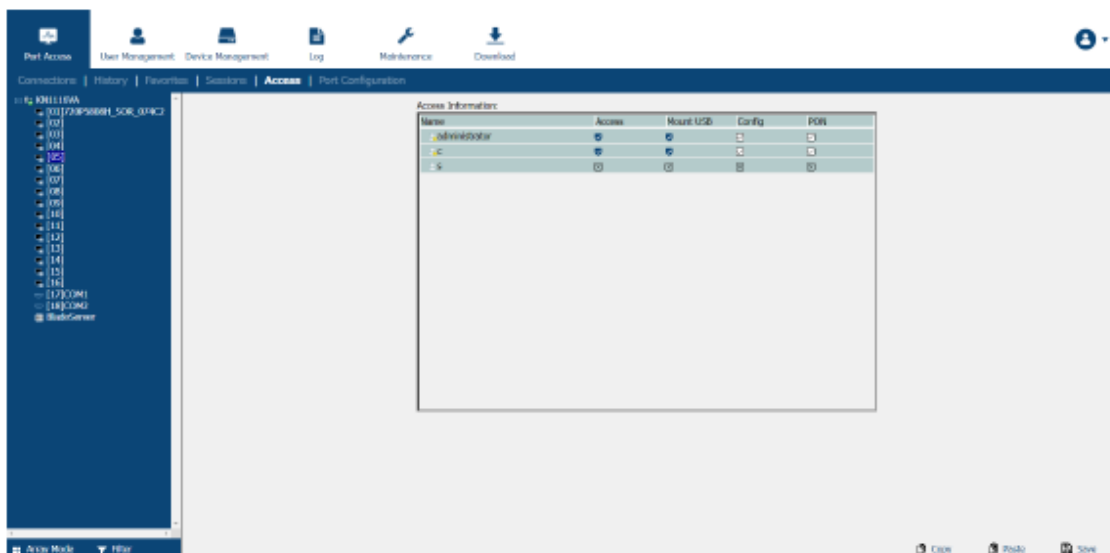 Port Access User Management Device Management Log Maintenance Download
Connections | History | Favorites | Sessions | Access | Port Configuration
KN1116VA
[02]
[03]
[04]
[05]
[06]
[07]
[08]
[09]
[10]
[11]
[12]
[13]
[14]
[15]
[16]
[17]COM1
[18]COM2
BladeServer
Array Mode Filter
Access Information:
Name Access Mount USB Config PON
administrator
c
s
Copy Paste Save